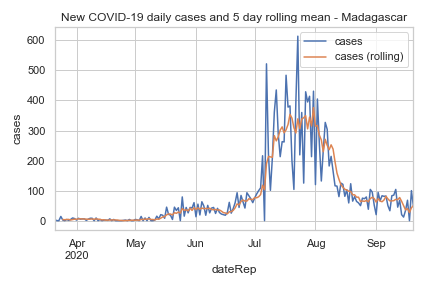 New COVID-19 daily cases and 5 day rolling mean - Madagascar
cases
cases (rolling)
600
500
400
300
200
100
0
cases
Apr
2020
May
Jun
Jul
Aug
Sep
dateRep